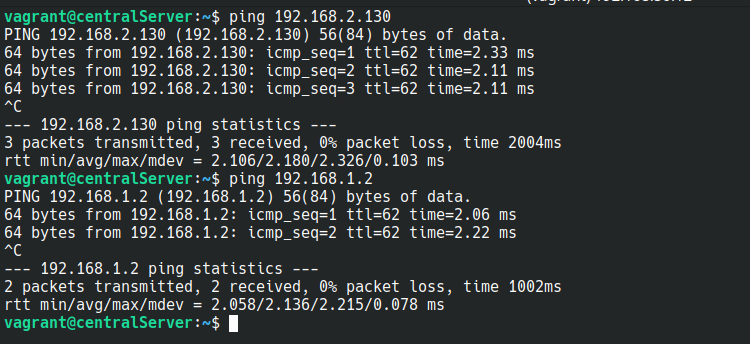 vagrant@centralServer:~$ ping 192.168.2.130
PING 192.168.2.130 (192.168.2.130) 56(84) bytes of data.
64 bytes from 192.168.2.130: icmp_seq=1 ttl=62 time=2.33 ms
64 bytes from 192.168.2.130: icmp_seq=2 ttl=62 time=2.11 ms
64 bytes from 192.168.2.130: icmp_seq=3 ttl=62 time=2.11 ms
^C
--- 192.168.2.130 ping statistics ---
3 packets transmitted, 3 received, 0% packet loss, time 2004ms
rtt min/avg/max/mdev = 2.106/2.180/2.326/0.103 ms
vagrant@centralServer:~$ ping 192.168.1.2
PING 192.168.1.2 (192.168.1.2) 56(84) bytes of data.
64 bytes from 192.168.1.2: icmp_seq=1 ttl=62 time=2.06 ms
64 bytes from 192.168.1.2: icmp_seq=2 ttl=62 time=2.22 ms
^C
--- 192.168.1.2 ping statistics ---
2 packets transmitted, 2 received, 0% packet loss, time 1002ms
rtt min/avg/max/mdev = 2.058/2.136/2.215/0.078 ms
vagrant@centralServer:~$